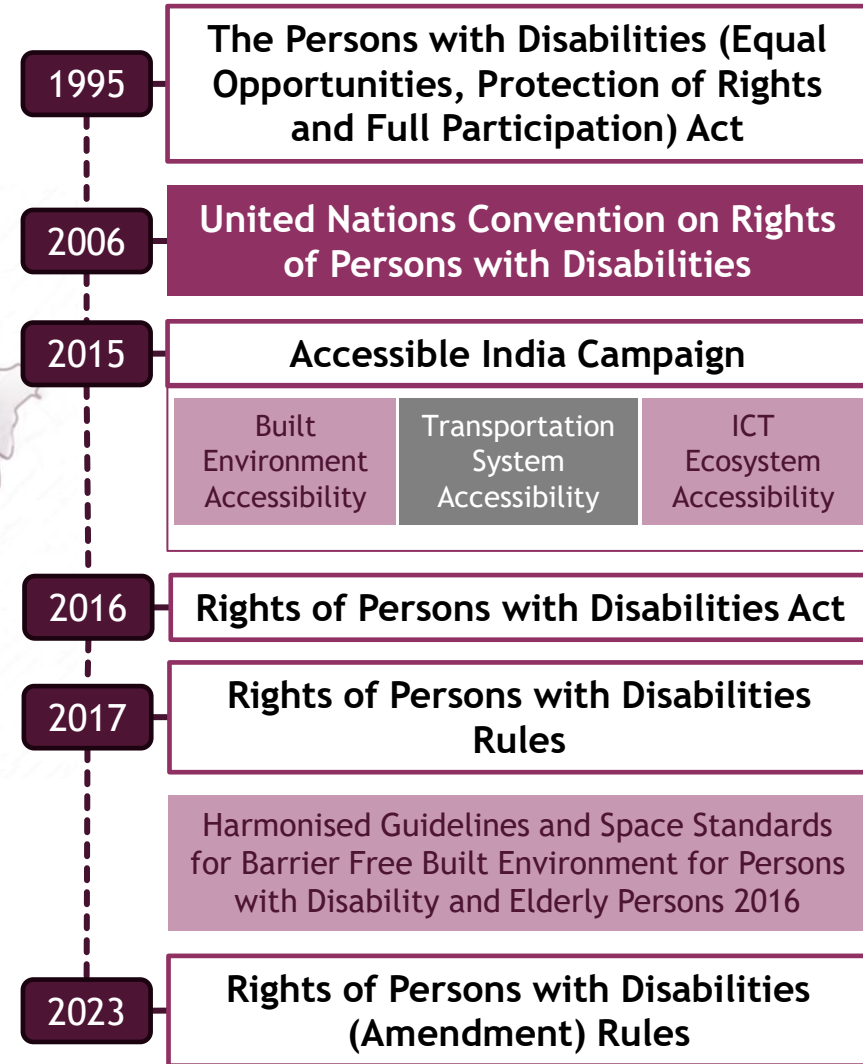 1995
The Persons with Disabilities (Equal
Opportunities, Protection of Rights
and Full Participation) Act
2006
United Nations Convention on Rights
of Persons with Disabilities
2015
Accessible India Campaign
Built
Environment
Accessibility
Transportation
System
Accessibility
ICT
Ecosystem
Accessibility
2016
Rights of Persons with Disabilities Act
2017
Rights of Persons with Disabilities
Rules
Harmonised Guidelines and Space Standards
for Barrier Free Built Environment for Persons
with Disability and Elderly Persons 2016
2023
Rights of Persons with Disabilities
(Amendment) Rules